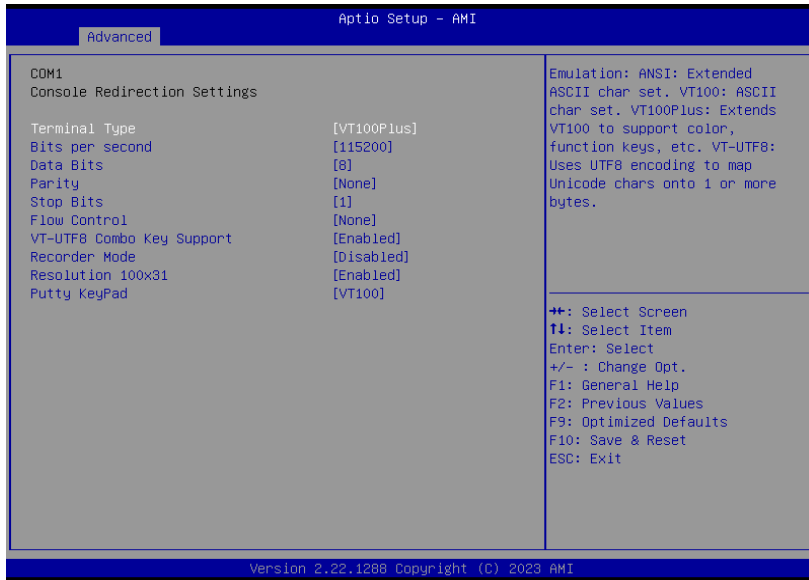 Aptio Setup – AMI
Advanced
COM1
Console Redirection Settings
Terminal Type [VT100Plus]
Bits per second [115200]
Data Bits [8]
Parity [None]
Stop Bits [1]
Flow Control [None]
VT-UTF8 Combo Key Support [Enabled]
Recorder Mode [Disabled]
Resolution 100x31 [Enabled]
Putty KeyPad [VT100]
Emulation: ANSI: Extended
ASCII char set. VT100: ASCII
char set. VT100Plus: Extends
VT100 to support color,
function keys, etc. VT-UTF8:
Uses UTF8 encoding to map
Unicode chars onto 1 or more
bytes.
→←: Select Screen
↑↓: Select Item
Enter: Select
+/- : Change Opt.
F1: General Help
F2: Previous Values
F9: Optimized Defaults
F10: Save & Reset
ESC: Exit
Version 2.22.1288 Copyright (C) 2023 AMI